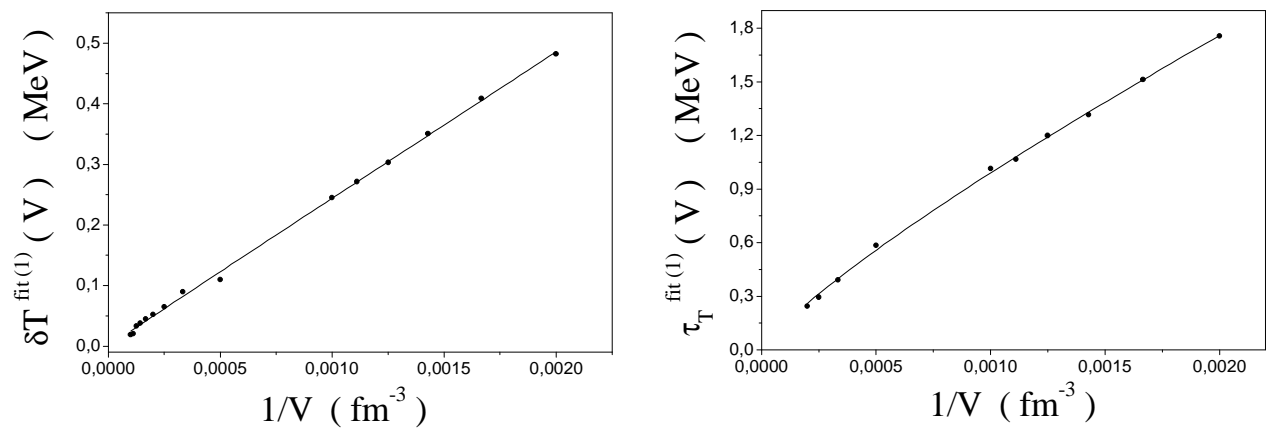 δT fit (1) ( V ) ( MeV )
0,5
0,4
0,3
0,2
0,1
0,0
0,0000 0,0005 0,0010 0,0015 0,0020
1/V ( fm-3 )
τT fit (1) ( V ) ( MeV )
1,8
1,5
1,2
0,9
0,6
0,3
0,0
0,0000 0,0005 0,0010 0,0015 0,0020
1/V ( fm-3 )